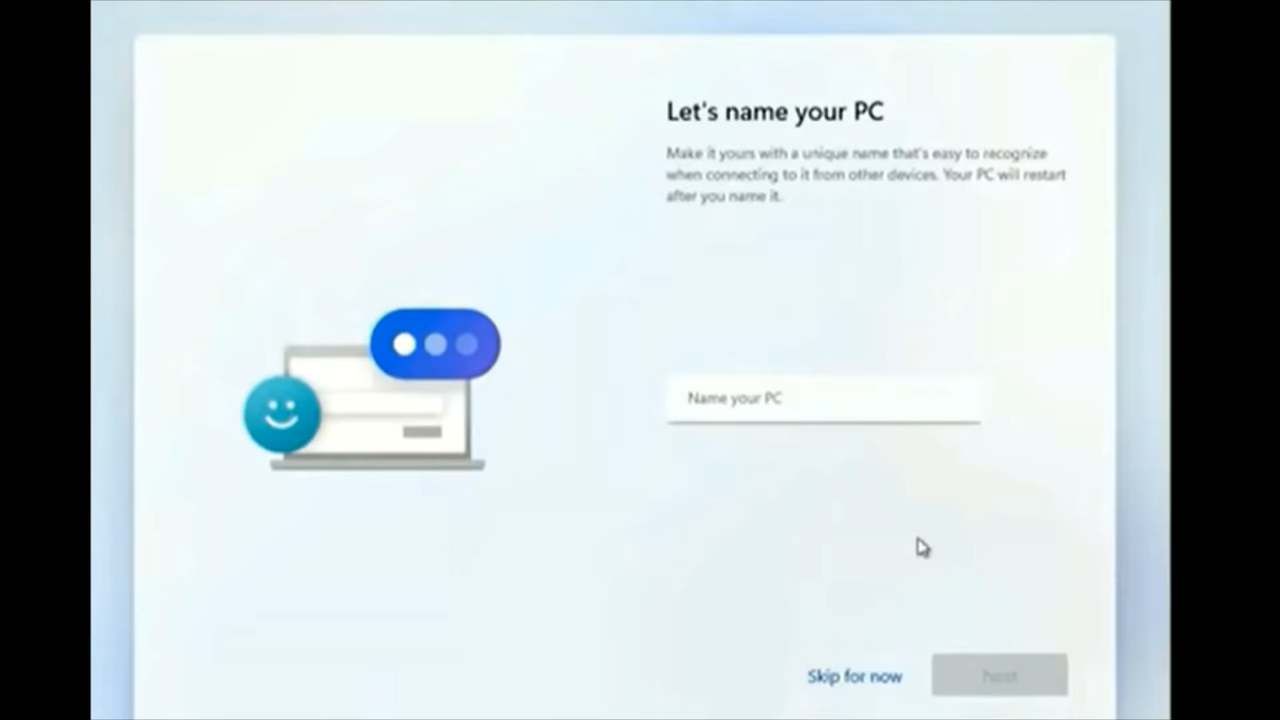 Let's name your PC
Make it yours with a unique name that's easy to recognize
when connecting to it from other devices. Your PC will restart
after you name it.
Name your PC
Skip for now
Next